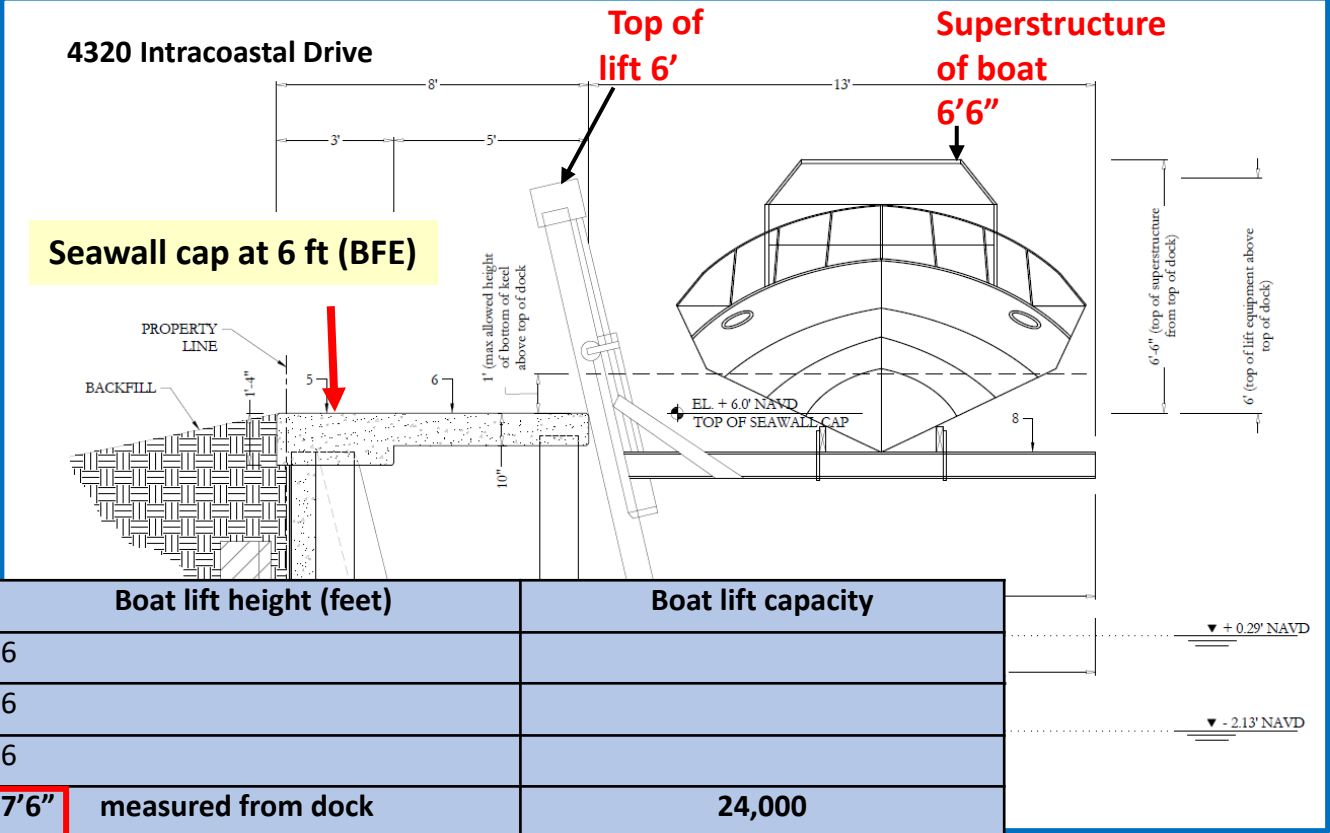 4320 Intracoastal Drive
Top of
lift 6’
Superstructure
of boat
6’6”
8'
13'
3'
5'
Seawall cap at 6 ft (BFE)
PROPERTY
LINE
BACKFILL
1'-4"
5
6
10"
1' (max allowed height
of bottom of keel
above top of dock
EL. + 6.0' NAVD
TOP OF SEAWALL CAP
8
6'-6" (top of superstructure
from top of dock)
6' (top of lift equipment above
top of dock)
+ 0.29' NAVD
- 2.13' NAVD
Boat lift height (feet) Boat lift capacity
6
6
6
7’6” measured from dock 24,000